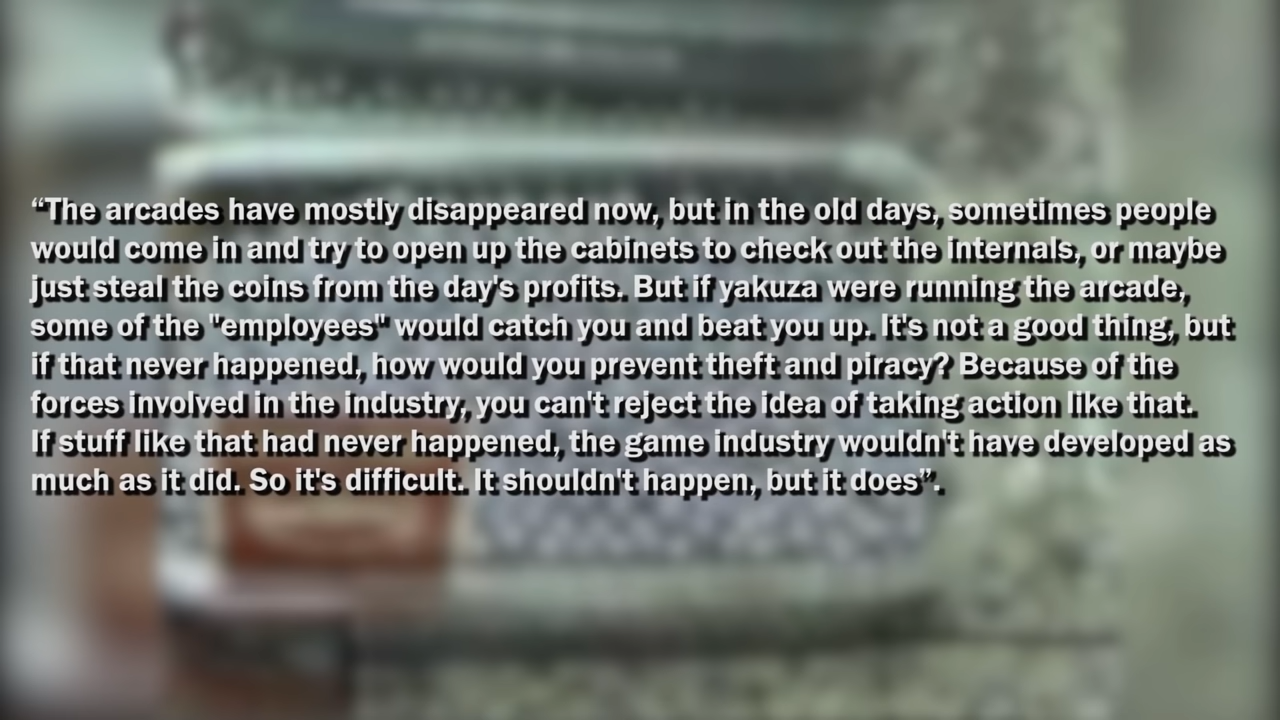 “The arcades have mostly disappeared now, but in the old days, sometimes people
would come in and try to open up the cabinets to check out the internals, or maybe
just steal the coins from the day's profits. But if yakuza were running the arcade,
some of the "employees" would catch you and beat you up. It's not a good thing, but
if that never happened, how would you prevent theft and piracy? Because of the
forces involved in the industry, you can't reject the idea of taking action like that.
If stuff like that had never happened, the game industry wouldn't have developed as
much as it did. So it's difficult. It shouldn't happen, but it does”.